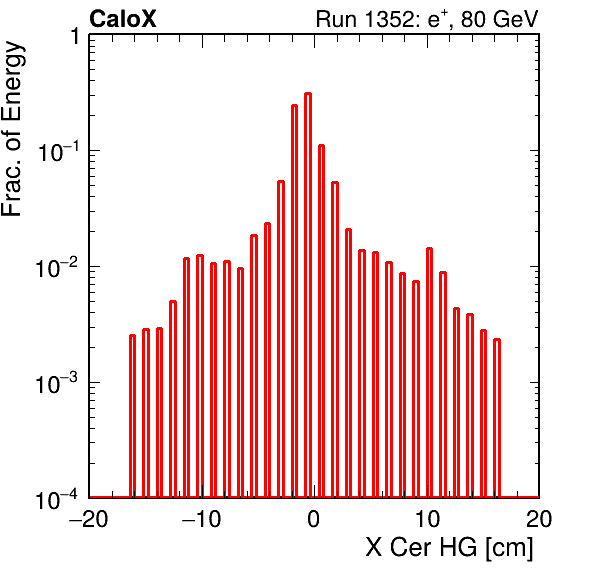 CaloX Run 1352: e⁺, 80 GeV
Frac. of Energy
1
10⁻¹
10⁻²
10⁻³
10⁻⁴
−20 −10 0 10 20
X Cer HG [cm]